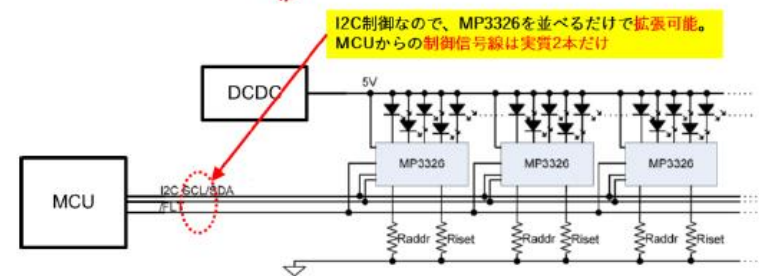 I2C制御なので、MP3326を並べるだけで拡張可能。
MCUからの制御信号線は実質2本だけ
DCDC
5V
MP3326
MP3326
MP3326
MCU
I2C SCL/SDA
/FLT
Raddr
Riset
Raddr
Riset
Raddr
Riset